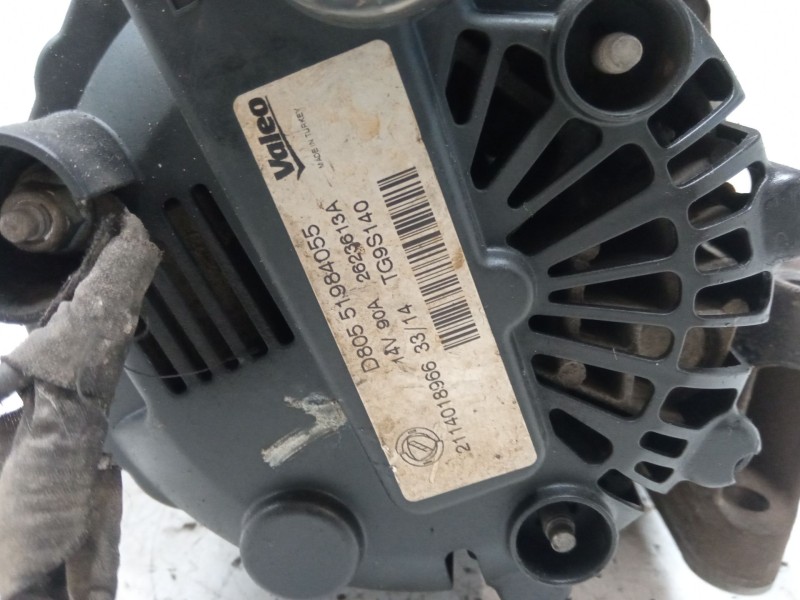 Valeo
MADE IN TURKEY
D805 51984055
14V 90A 2623613A
TG9S140
2114018966 33/14